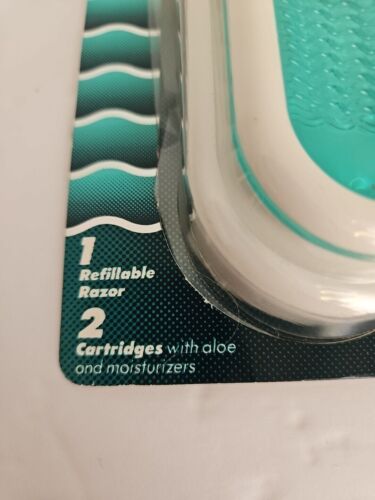 1
Refillable
Razor
2
Cartridges with aloe
and moisturizers